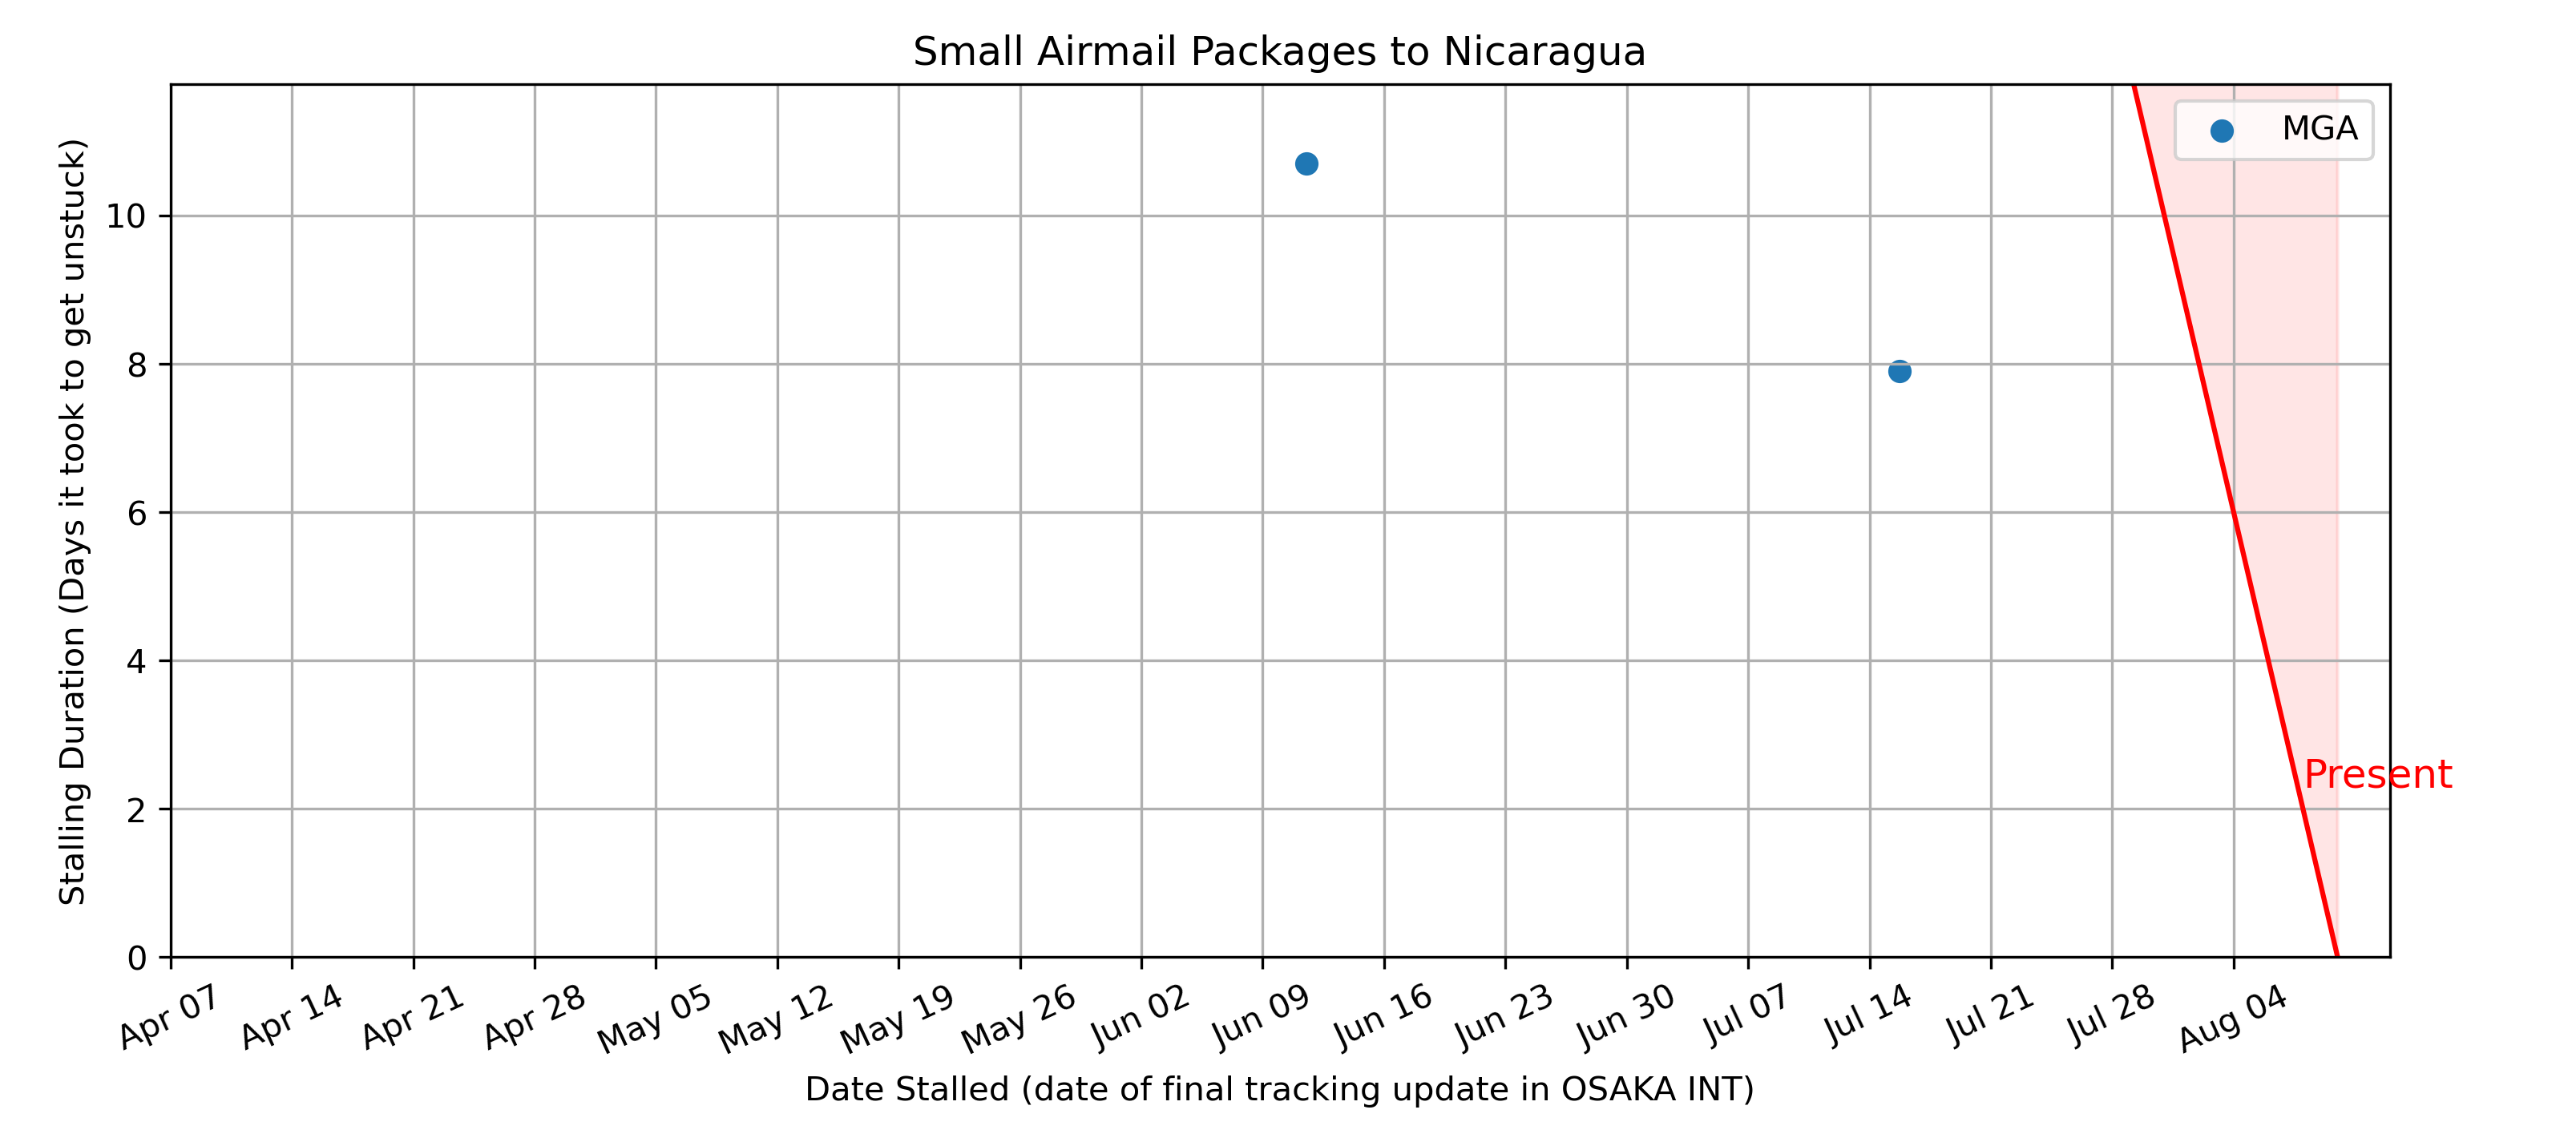 Small Airmail Packages to Nicaragua
MGA
Stalling Duration (Days it took to get unstuck)
10
8
6
4
2
0
Present
Apr 07 Apr 14 Apr 21 Apr 28 May 05 May 12 May 19 May 26 Jun 02 Jun 09 Jun 16 Jun 23 Jun 30 Jul 07 Jul 14 Jul 21 Jul 28 Aug 04
Date Stalled (date of final tracking update in OSAKA INT)